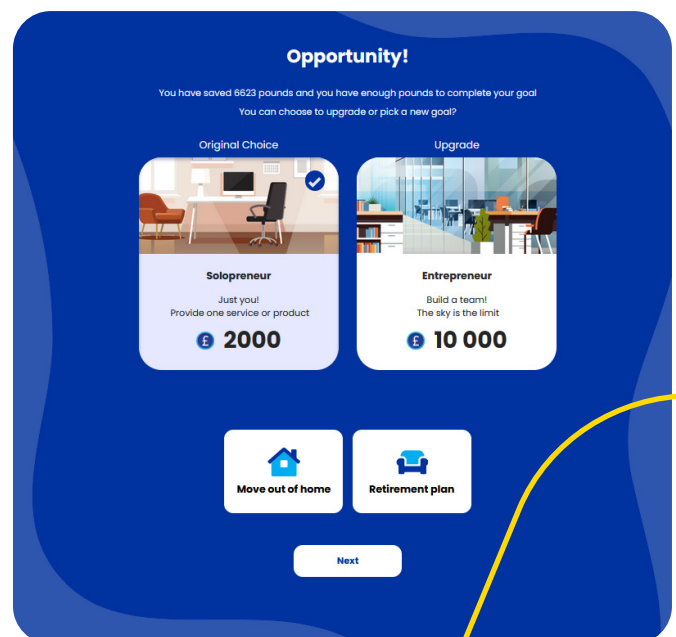 Opportunity!
You have saved 6623 pounds and you have enough pounds to complete your goal
You can choose to upgrade or pick a new goal?
Original Choice
Upgrade
Solopreneur
Just you!
Provide one service or product
£ 2000
Entrepreneur
Build a team!
The sky is the limit
£ 10 000
Move out of home
Retirement plan
Next